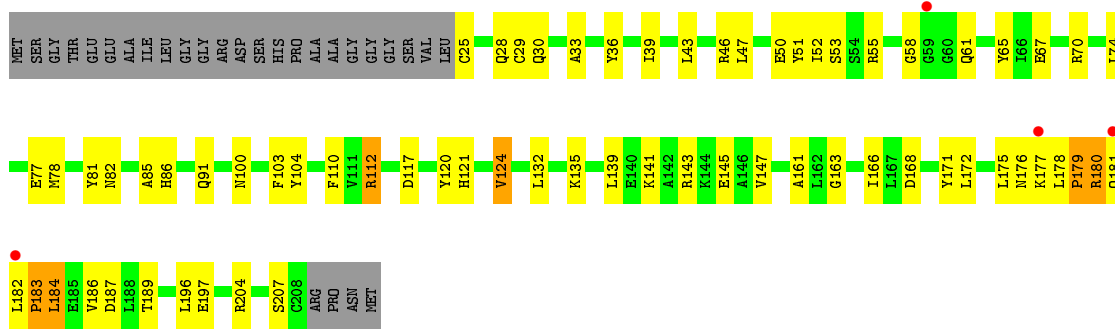 MET SER GLY THR GLU GLU ALA ILE LEU GLY GLY ARG ASP SER HIS PRO ALA ALA GLY GLY GLY SER VAL LEU C25 Q28 C29 Q30 A33 Y36 I39 L43 R46 L47 E50 Y51 I52 S53 S54 R55 G58 G59 G60 Q61 Y65 I66 E67 R70
E77 M78 Y81 N82 A85 H86 Q91 N100 F103 Y104 F110 V111 R112 D117 Y120 H121 V124 L132 K135 L139 E140 K141 A142 R143 K144 E145 A146 V147 A161 L162 G163 I166 L167 D168 Y171 L172 L175 N176 K177 L178 P179 R180
L182 P183 L184 E185 V186 D187 L188 T189 L196 E197 R204 S207 C208 ARG PRO ASN MET